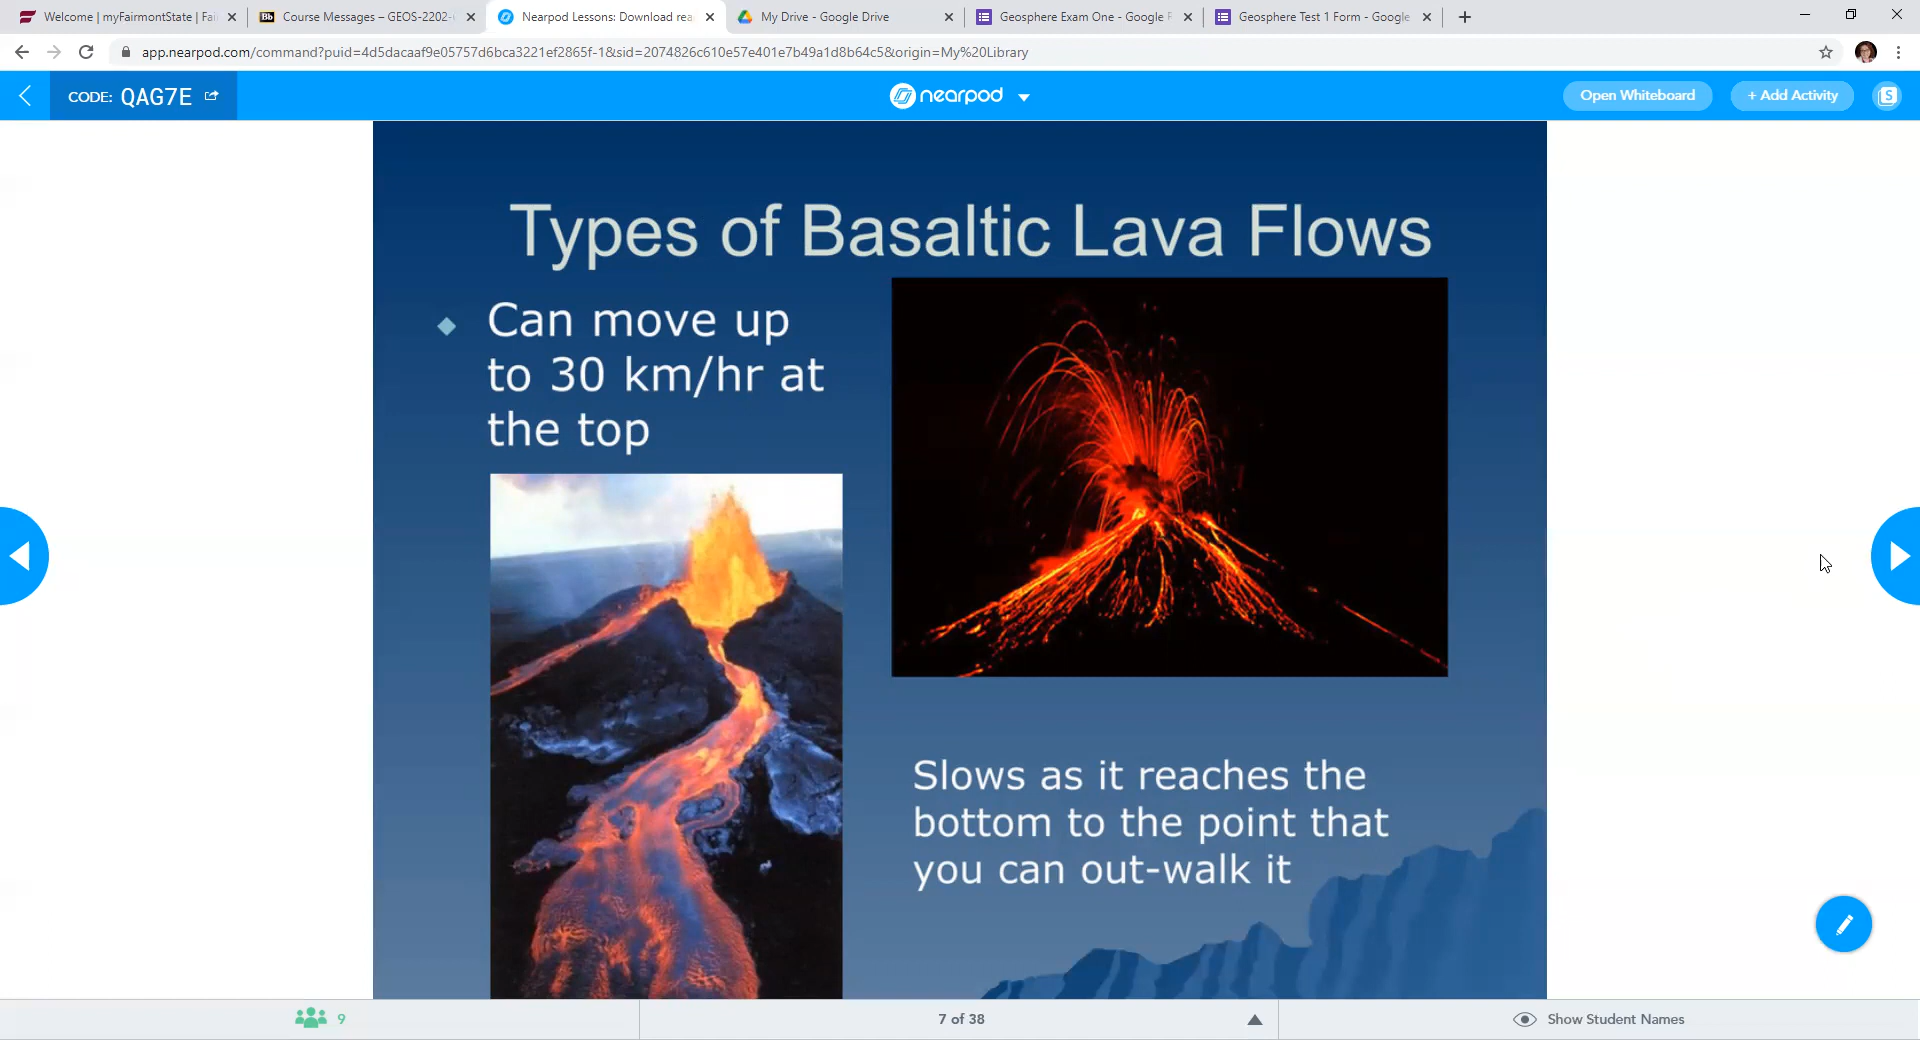 Welcome | myFairmontState | Fai
Course Messages – GEOS-2202-
Nearpod Lessons: Download rea
My Drive - Google Drive
Geosphere Exam One - Google F
Geosphere Test 1 Form - Google
app.nearpod.com/command?puid=4d5dacaaf9e05757d6bca3221ef2865f-1&sid=2074826c610e57e401e7b49a1d8b64c5&origin=My%20Library
CODE: QAG7E
nearpod
Open Whiteboard
+ Add Activity
S
Types of Basaltic Lava Flows
Can move up
to 30 km/hr at
the top
Slows as it reaches the
bottom to the point that
you can out-walk it
9
7 of 38
Show Student Names